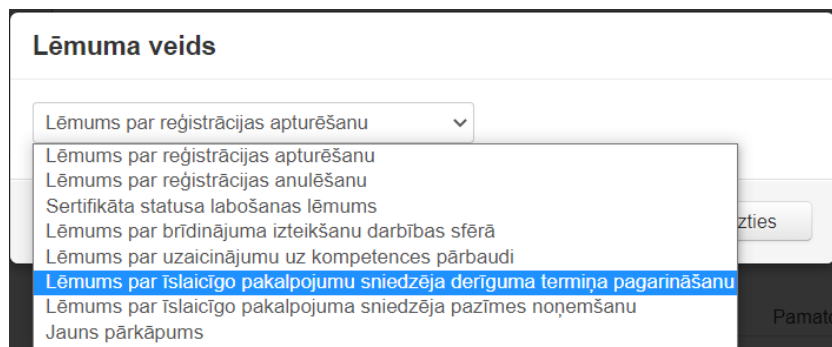 Lēmuma veids
Lēmums par reģistrācijas apturēšanu
Lēmums par reģistrācijas apturēšanu
Lēmums par reģistrācijas anulēšanu
Sertifikāta statusa labošanas lēmums
Lēmums par brīdinājuma izteikšanu darbības sfērā
zties
Lēmums par uzaicinājumu uz kompetences pārbaudi
Lēmums par īslaicīgo pakalpojumu sniedzēja derīguma termiņa pagarināšanu
Lēmums par īslaicīgo pakalpojuma sniedzēja pazīmes noņemšanu
Pamato
Jauns pārkāpums